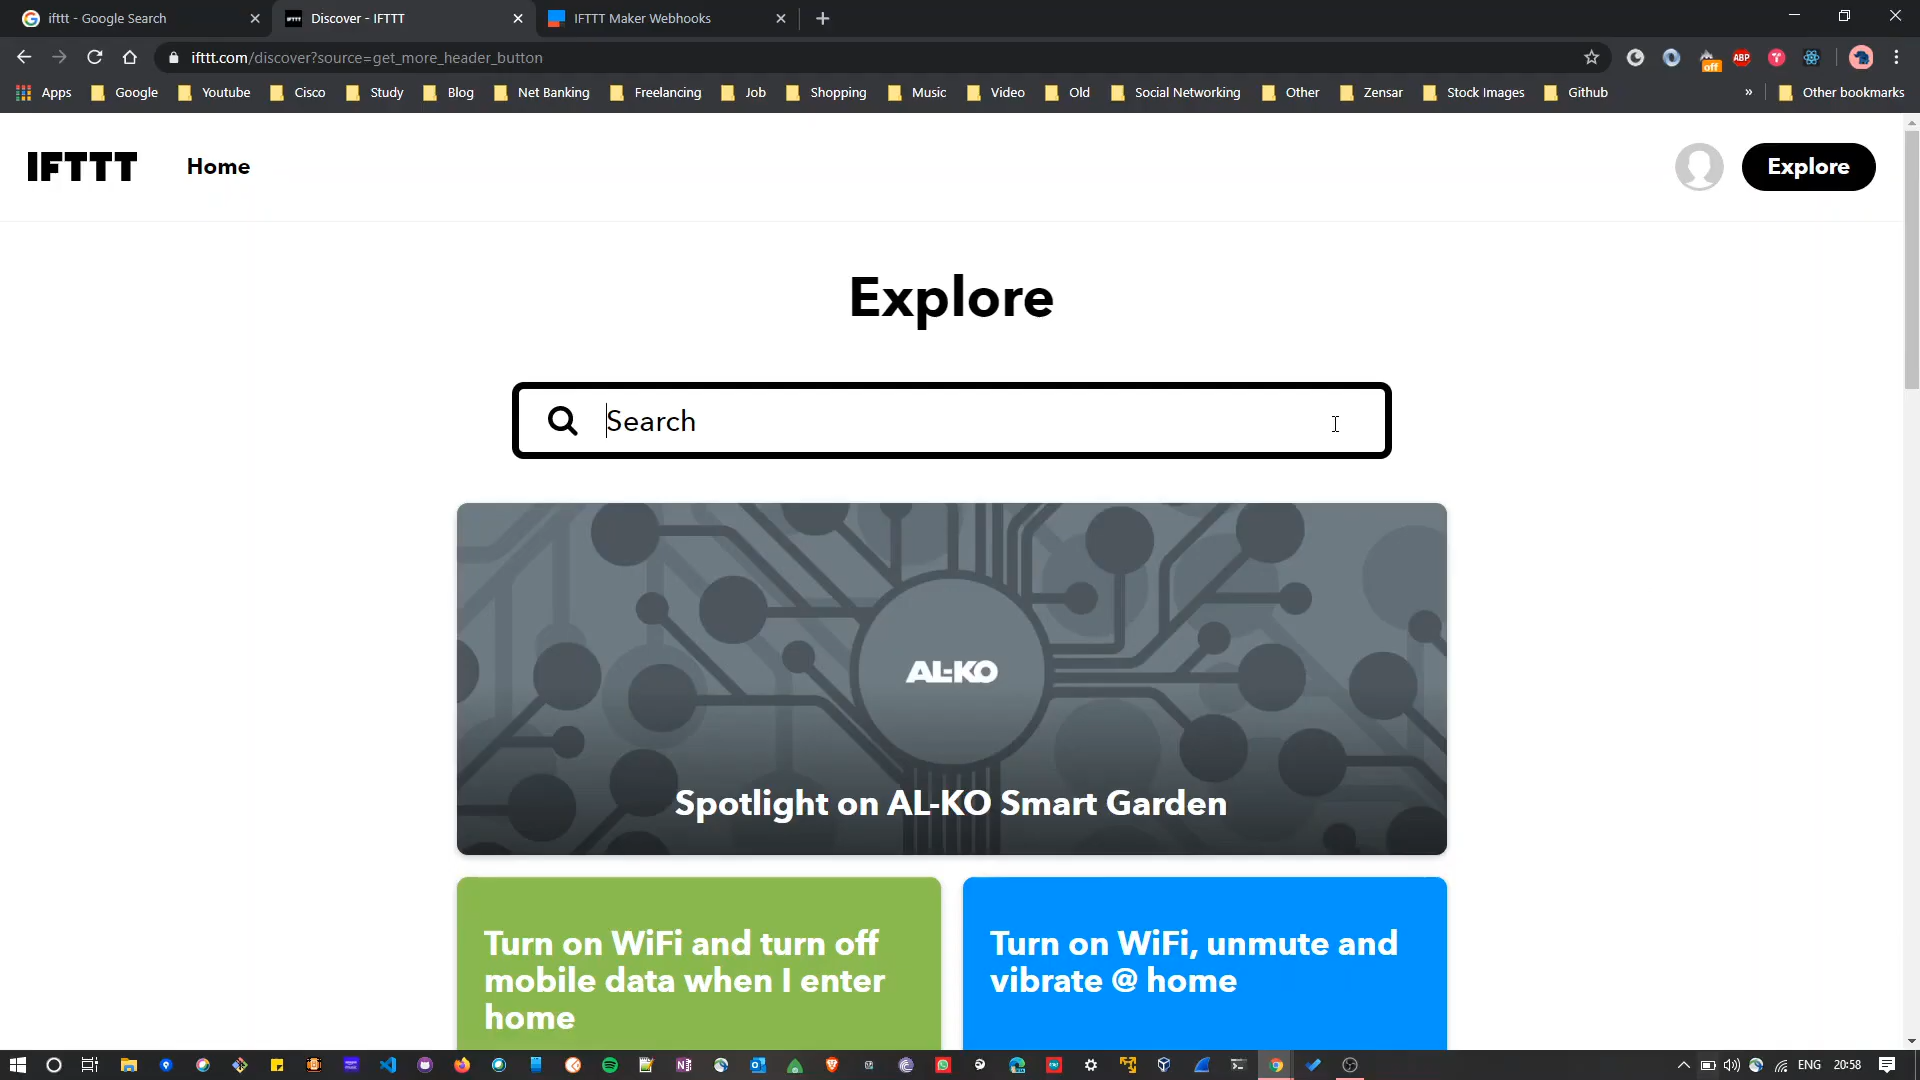 ifttt - Google Search
Discover - IFTTT
IFTTT Maker Webhooks
ifttt.com/discover?source=get_more_header_button
off
ABP
Apps Google Youtube Cisco Study Blog Net Banking Freelancing Job Shopping Music Video Old Social Networking Other Zensar Stock Images Github » Other bookmarks
IFTTT Home
Explore
Explore
Search
AL-KO
Spotlight on AL-KO Smart Garden
Turn on WiFi and turn off
mobile data when I enter
home
Turn on WiFi, unmute and
vibrate @ home
ENG 20:58